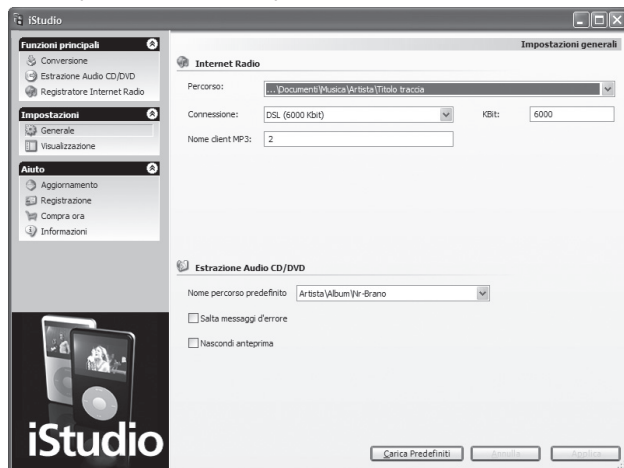 iStudio
Funzioni principali
Conversione
Estrazione Audio CD/DVD
Registratore Internet Radio
Impostazioni
Generale
Visualizzazione
Aiuto
Aggiornamento
Registrazione
Compra ora
Informazioni
iStudio
Impostazioni generali
Internet Radio
Percorso: ...\Documenti\Musica\Artista\Titolo traccia
Connessione: DSL (6000 Kbit) KBit: 6000
Nome client MP3: 2
Estrazione Audio CD/DVD
Nome percorso predefinito Artista\Album\Nr-Brano
Salta messaggi d'errore
Nascondi anteprima
Carica Predefiniti Annulla Applica